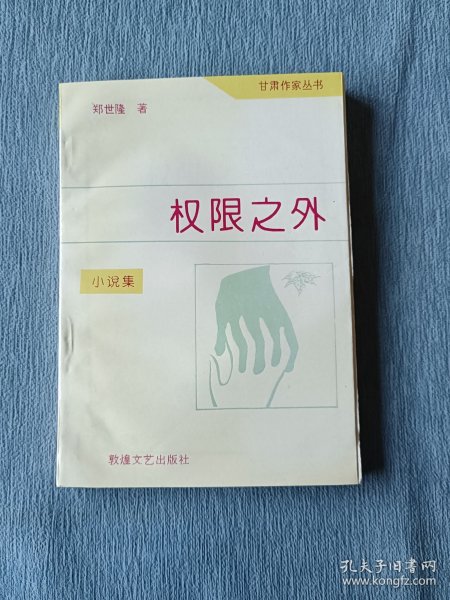 甘肃作家丛书
郑世隆 著
权限之外
小说集
敦煌文艺出版社
孔夫子旧书网
www.kongfz.com